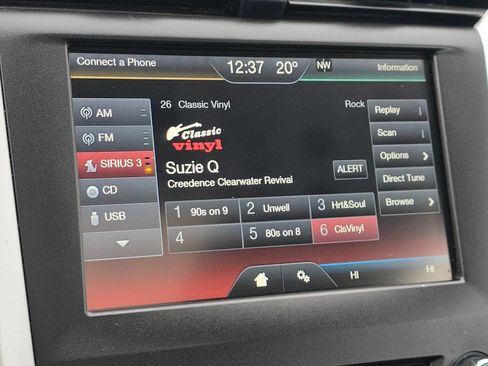 Connect a Phone 12:37 20° NW Information
26 Classic Vinyl Rock
AM
FM
SIRIUS 3
CD
USB
Classic
vinyl
Suzie Q
Creedence Clearwater Revival
ALERT
Replay
Scan
Options >
Direct Tune
Browse >
1 90s on 9
2 Unwell
3 Hrt&Soul
4
5 80s on 8
6 ClsVinyl
HI HI